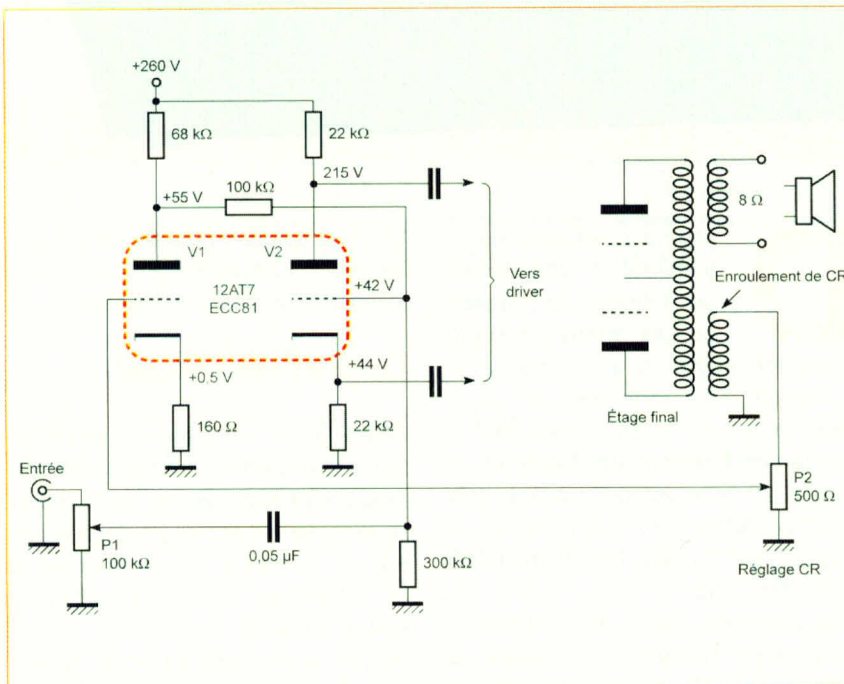 +260 V
68 kΩ
22 kΩ
215 V
+55 V
100 kΩ
8 Ω
V1
V2
12AT7
ECC81
+42 V
Vers
driver
Enroulement de CR
+0.5 V
+44 V
160 Ω
22 kΩ
Étage final
Entrée
P1
100 kΩ
0,05 µF
300 kΩ
P2
500 Ω
Réglage CR